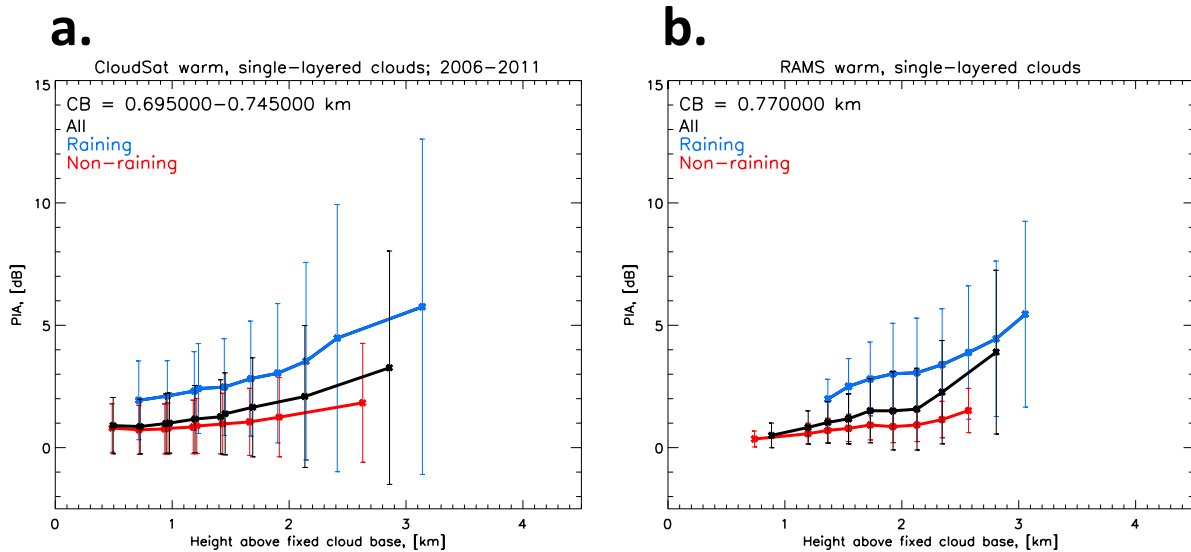 a.
CloudSat warm, single-layered clouds; 2006-2011
CB = 0.695000-0.745000 km
All
Raining
Non-raining
15
10
5
0
PIA, [dB]
0 1 2 3 4
Height above fixed cloud base, [km]
b.
RAMS warm, single-layered clouds
CB = 0.770000 km
All
Raining
Non-raining
15
10
5
0
PIA, [dB]
0 1 2 3 4
Height above fixed cloud base, [km]